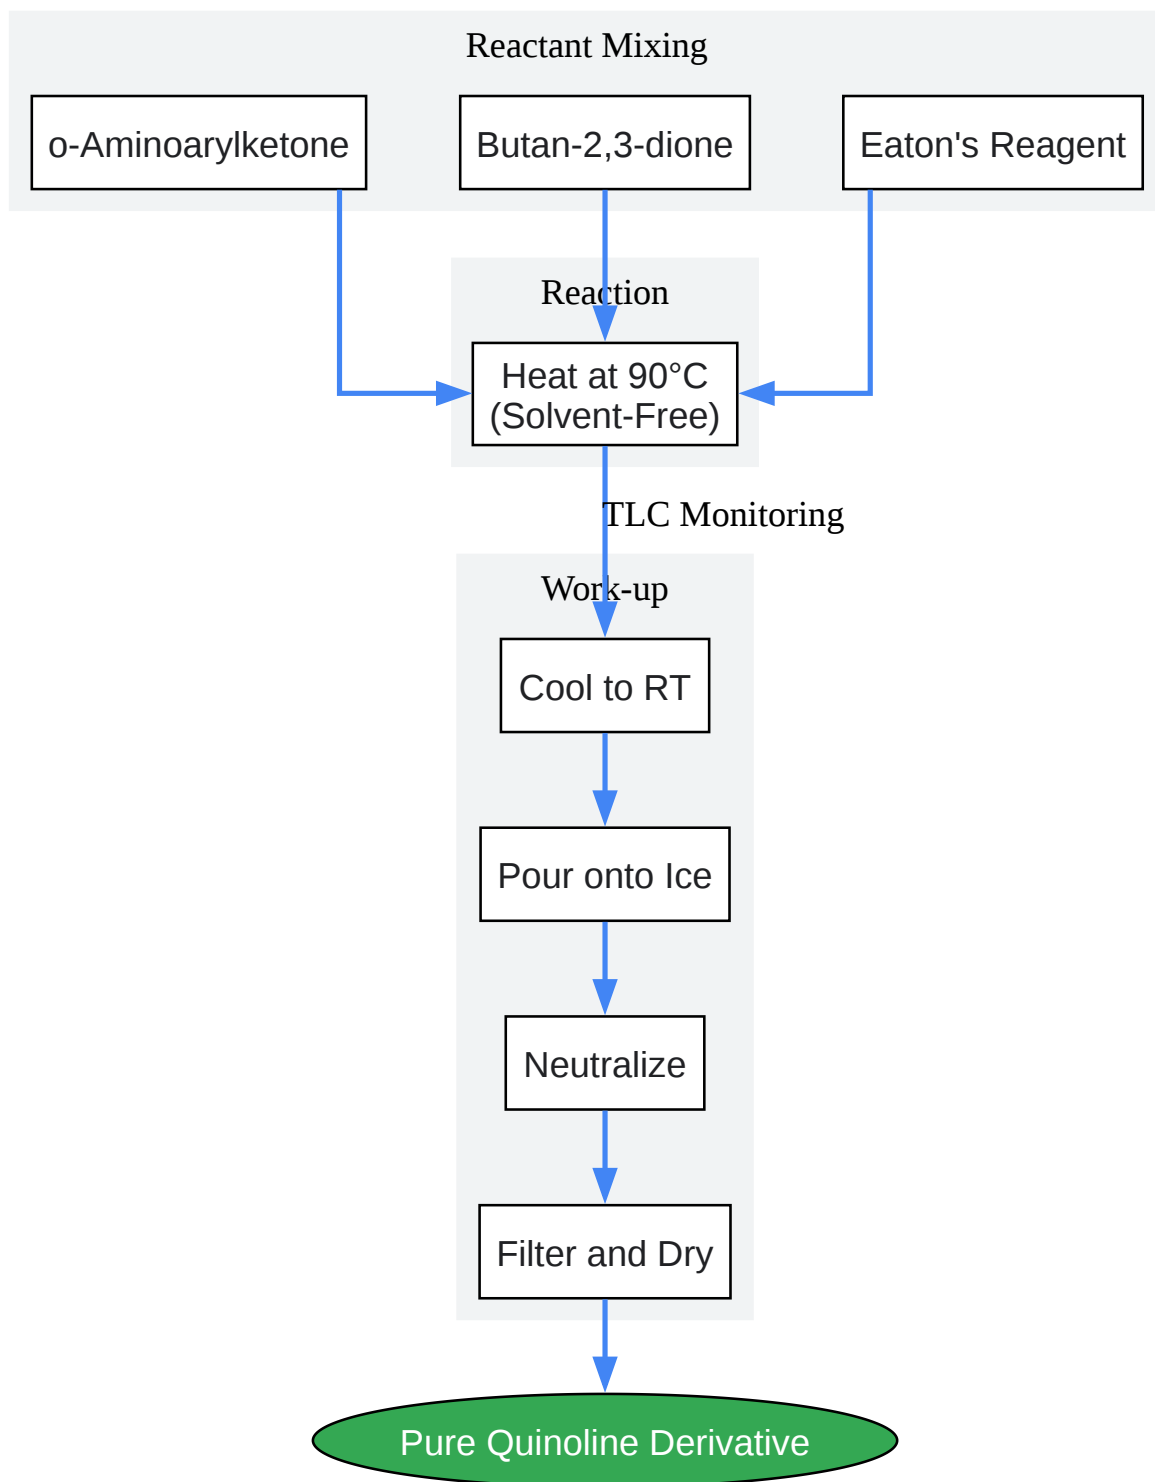 Reactant Mixing
o-Aminoarylketone
Butan-2,3-dione
Eaton's Reagent
Reaction
Heat at 90°C
(Solvent-Free)
TLC Monitoring
Work-up
Cool to RT
Pour onto Ice
Neutralize
Filter and Dry
Pure Quinoline Derivative